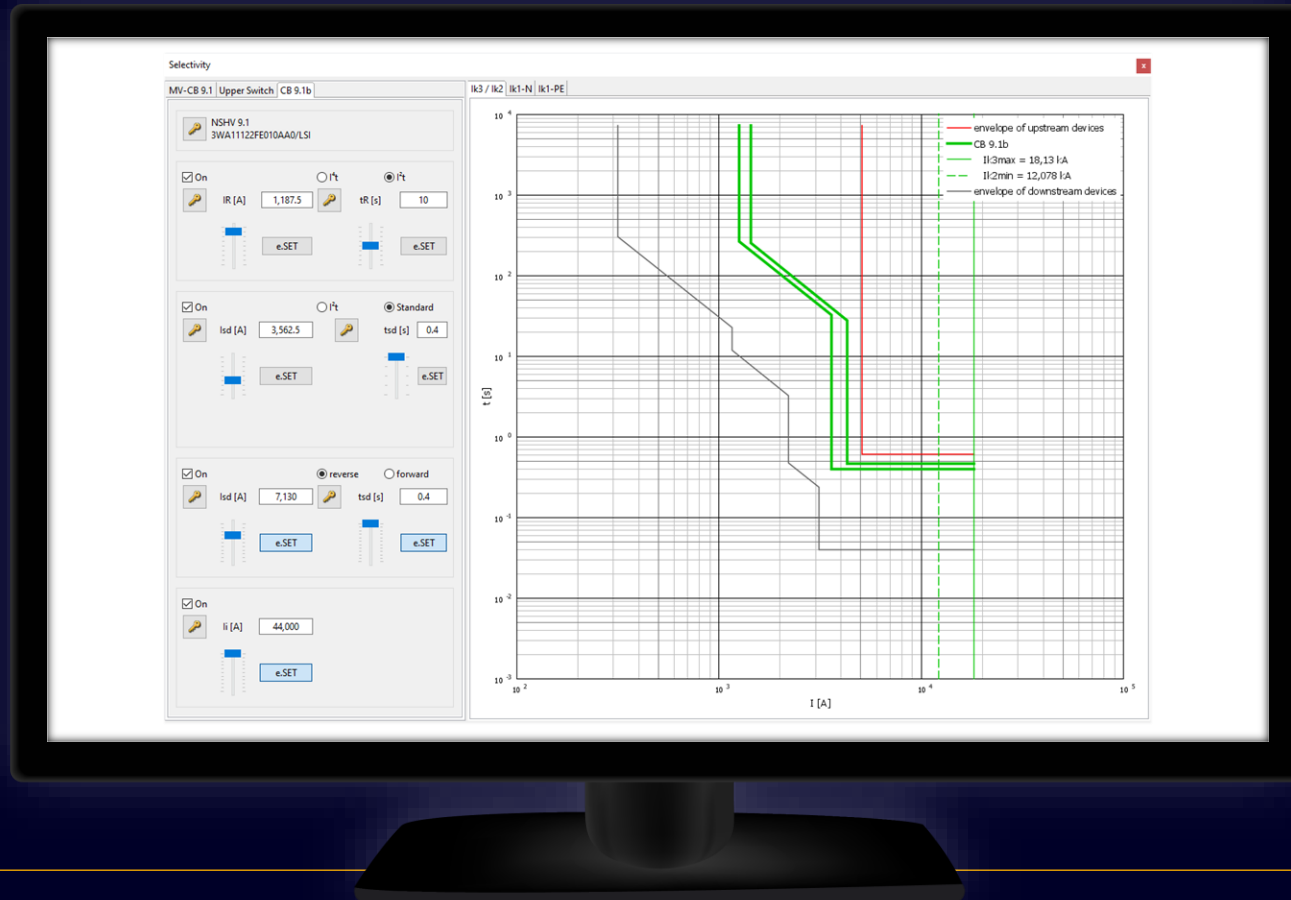 Selectivity
x
MV-CB 9.1 Upper Switch CB 9.1b
NSHV 9.1
3WA11122FE010AA0/LSI
On I⁴t I²t
IR [A] 1,187.5 tR [s] 10
e.SET e.SET
On I²t Standard
Isd [A] 3,562.5 tsd [s] 0.4
e.SET e.SET
On reverse forward
Isd [A] 7,130 tsd [s] 0.4
e.SET e.SET
On
Ii [A] 44,000
e.SET
Ik3 / Ik2 Ik1-N Ik1-PE
envelope of upstream devices
CB 9.1b
Ik3max = 18,13 kA
Ik2min = 12,078 kA
envelope of downstream devices
10 4
10 3
10 2
10 1
10 0
10 -1
10 -2
10 -3
t [s]
10 2 10 3 10 4 10 5
I [A]